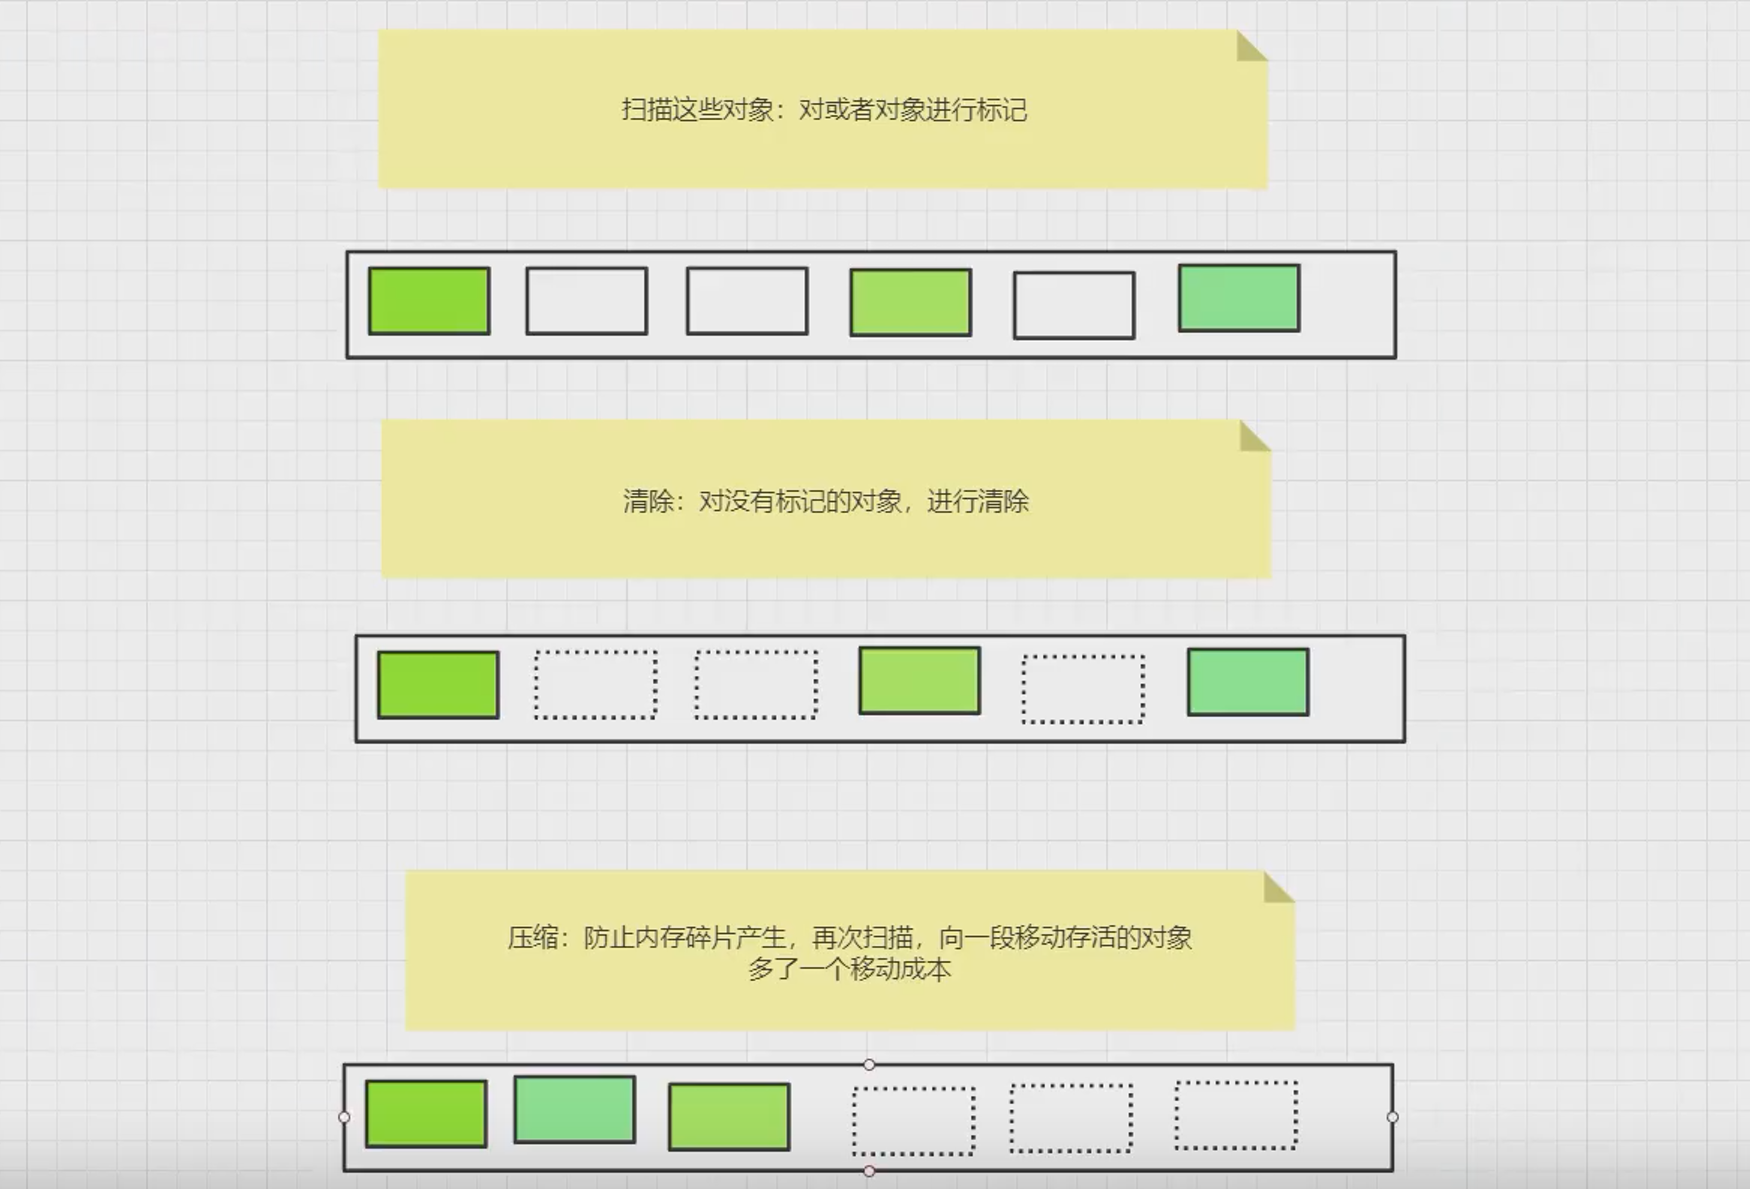 扫描这些对象：对或者对象进行标记
清除：对没有标记的对象，进行清除
压缩：防止内存碎片产生，再次扫描，向一段移动存活的对象
多了一个移动成本